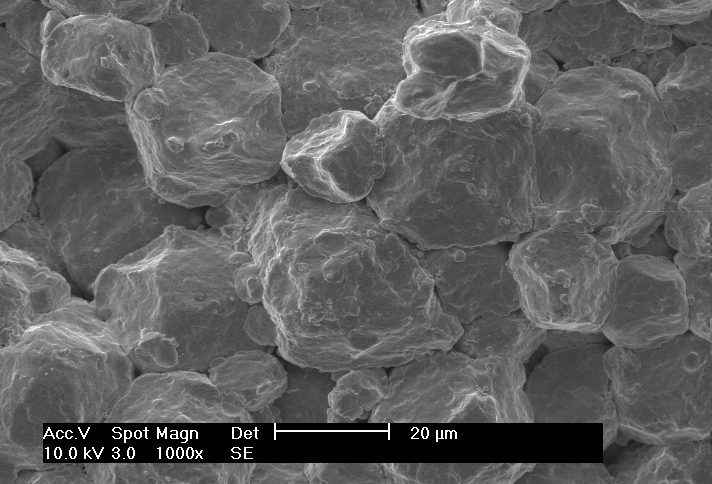 Acc.V Spot Magn Det 20 µm
10.0 kV 3.0 1000x SE